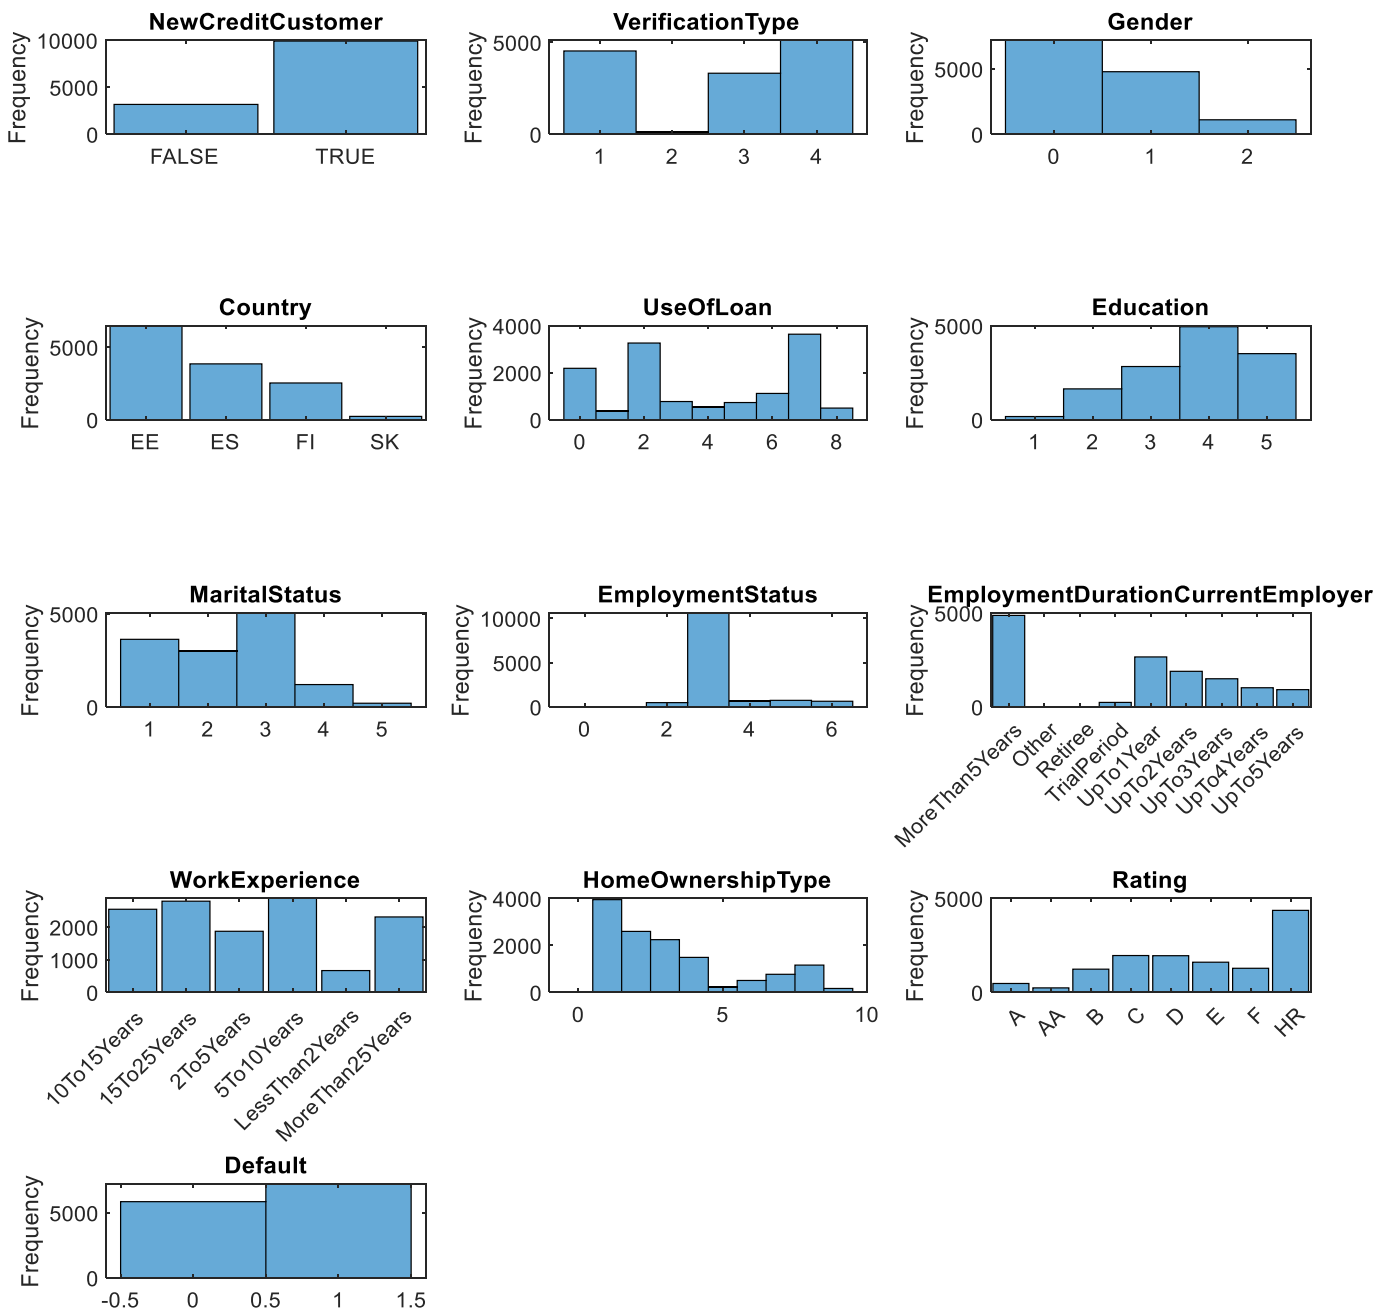 NewCreditCustomer
Frequency
10000
5000
0
FALSE TRUE
VerificationType
Frequency
5000
0
1 2 3 4
Gender
Frequency
5000
0
0 1 2
Country
Frequency
5000
0
EE ES FI SK
UseOfLoan
Frequency
4000
2000
0
0 2 4 6 8
Education
Frequency
5000
0
1 2 3 4 5
MaritalStatus
Frequency
5000
0
1 2 3 4 5
EmploymentStatus
Frequency
10000
5000
0
0 2 4 6
EmploymentDurationCurrentEmployer
Frequency
5000
0
MoreThan5Years
Other
Retiree
TrialPeriod
UpTo1Year
UpTo2Years
UpTo3Years
UpTo4Years
UpTo5Years
WorkExperience
Frequency
2000
1000
0
10To15Years
15To25Years
2To5Years
5To10Years
LessThan2Years
MoreThan25Years
HomeOwnershipType
Frequency
4000
2000
0
0 5 10
Rating
Frequency
5000
0
A
AA
B
C
D
E
F
HR
Default
Frequency
5000
0
-0.5 0 0.5 1 1.5